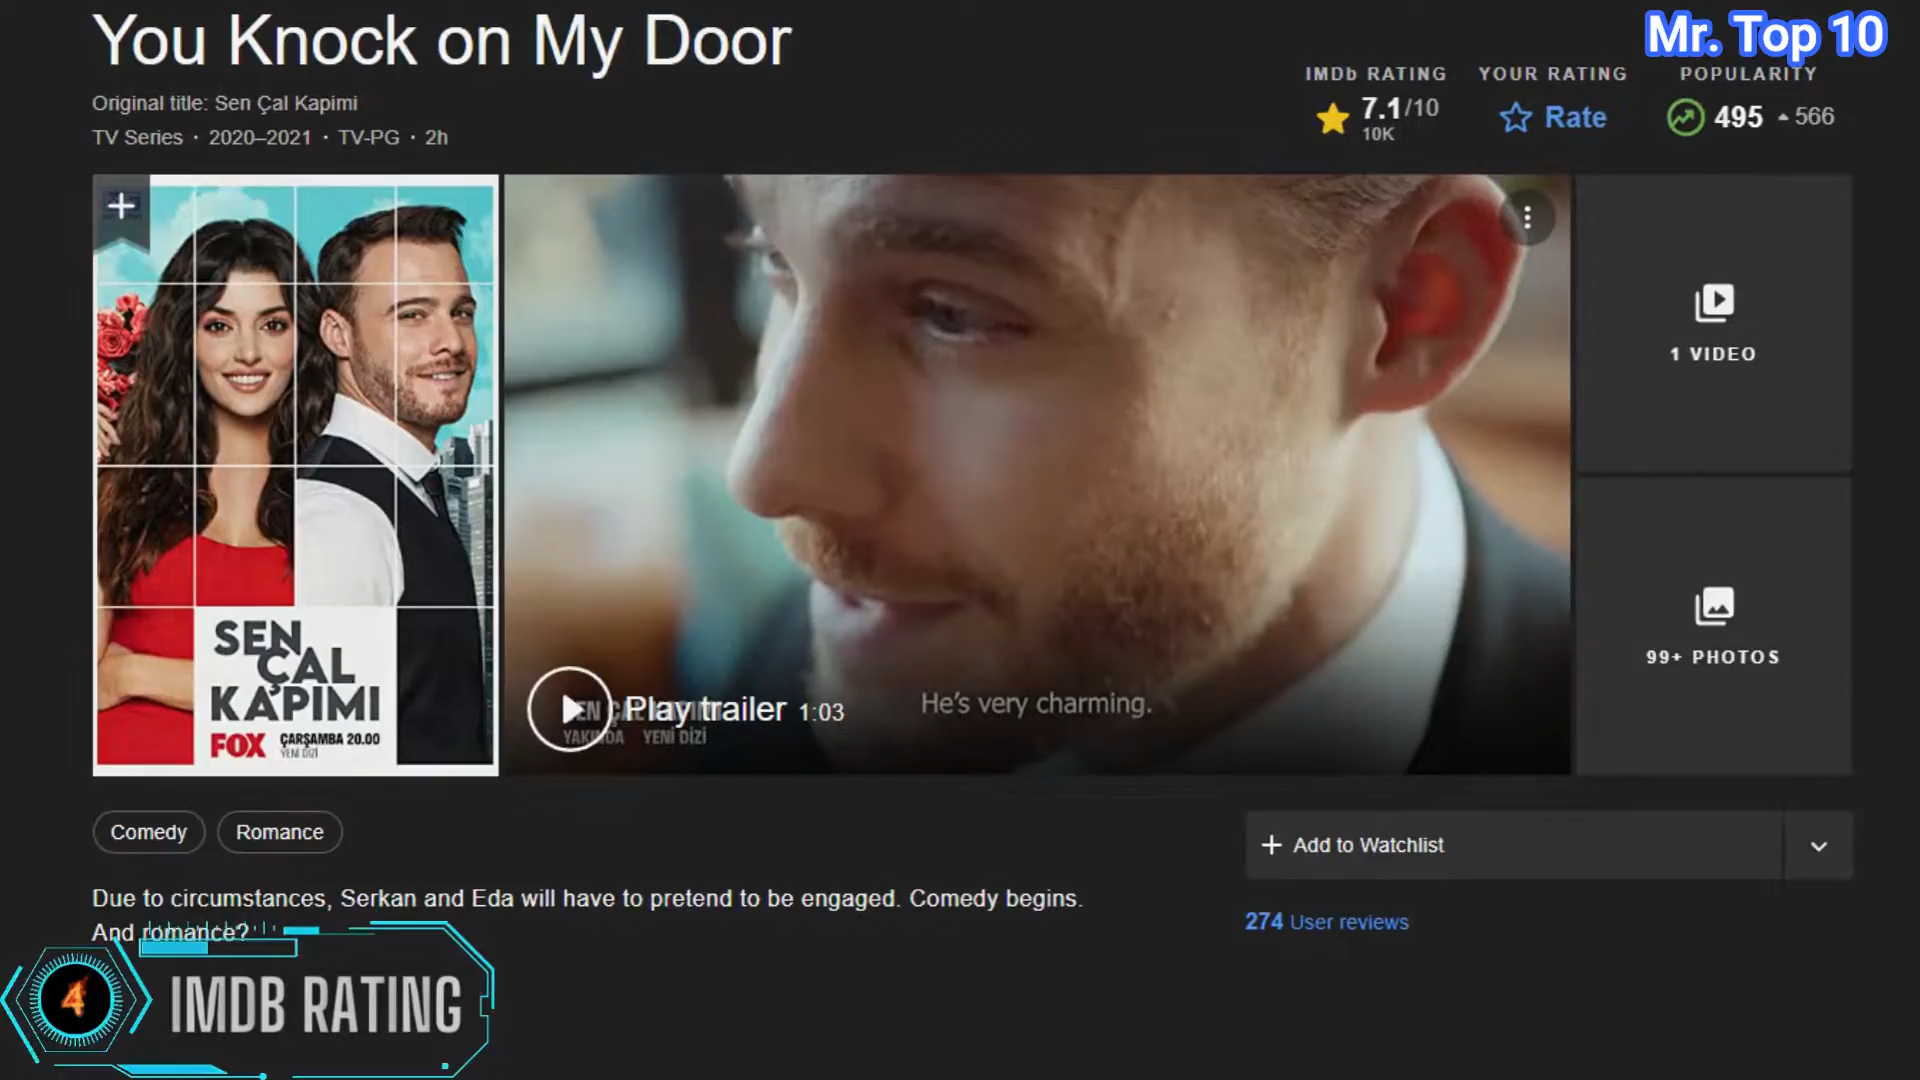 You Knock on My Door
Mr. Top 10
Original title: Sen Çal Kapimi
TV Series · 2020–2021 · TV-PG · 2h
IMDb RATING
7.1/10
10K
YOUR RATING
Rate
POPULARITY
495 566
SEN
ÇAL
KAPIMI
FOX ÇARŞAMBA 20.00
YENİ DİZİ
Play trailer 1:03
YAKINDA YENİ DİZİ
He's very charming.
1 VIDEO
99+ PHOTOS
Comedy
Romance
Due to circumstances, Serkan and Eda will have to pretend to be engaged. Comedy begins.
And romance?
+ Add to Watchlist
274 User reviews
4
IMDB RATING